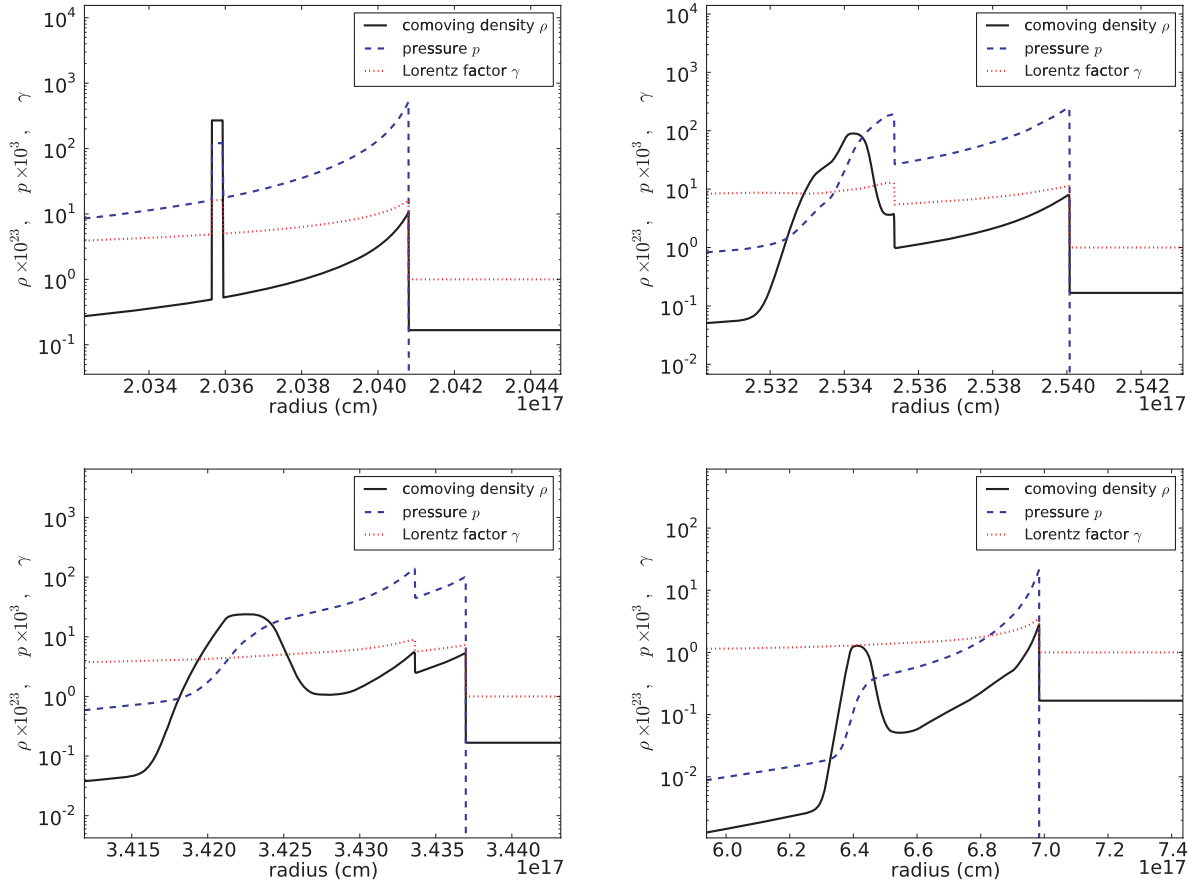 10^4
10^3
10^2
10^1
10^0
10^-1
ρ ×10^23 , p ×10^3 , γ
comoving density ρ
pressure p
Lorentz factor γ
2.034 2.036 2.038 2.040 2.042 2.044
radius (cm)
1e17
10^4
10^3
10^2
10^1
10^0
10^-1
10^-2
ρ ×10^23 , p ×10^3 , γ
comoving density ρ
pressure p
Lorentz factor γ
2.532 2.534 2.536 2.538 2.540 2.542
radius (cm)
1e17
10^3
10^2
10^1
10^0
10^-1
10^-2
ρ ×10^23 , p ×10^3 , γ
comoving density ρ
pressure p
Lorentz factor γ
3.415 3.420 3.425 3.430 3.435 3.440
radius (cm)
1e17
10^2
10^1
10^0
10^-1
10^-2
ρ ×10^23 , p ×10^3 , γ
comoving density ρ
pressure p
Lorentz factor γ
6.0 6.2 6.4 6.6 6.8 7.0 7.2 7.4
radius (cm)
1e17